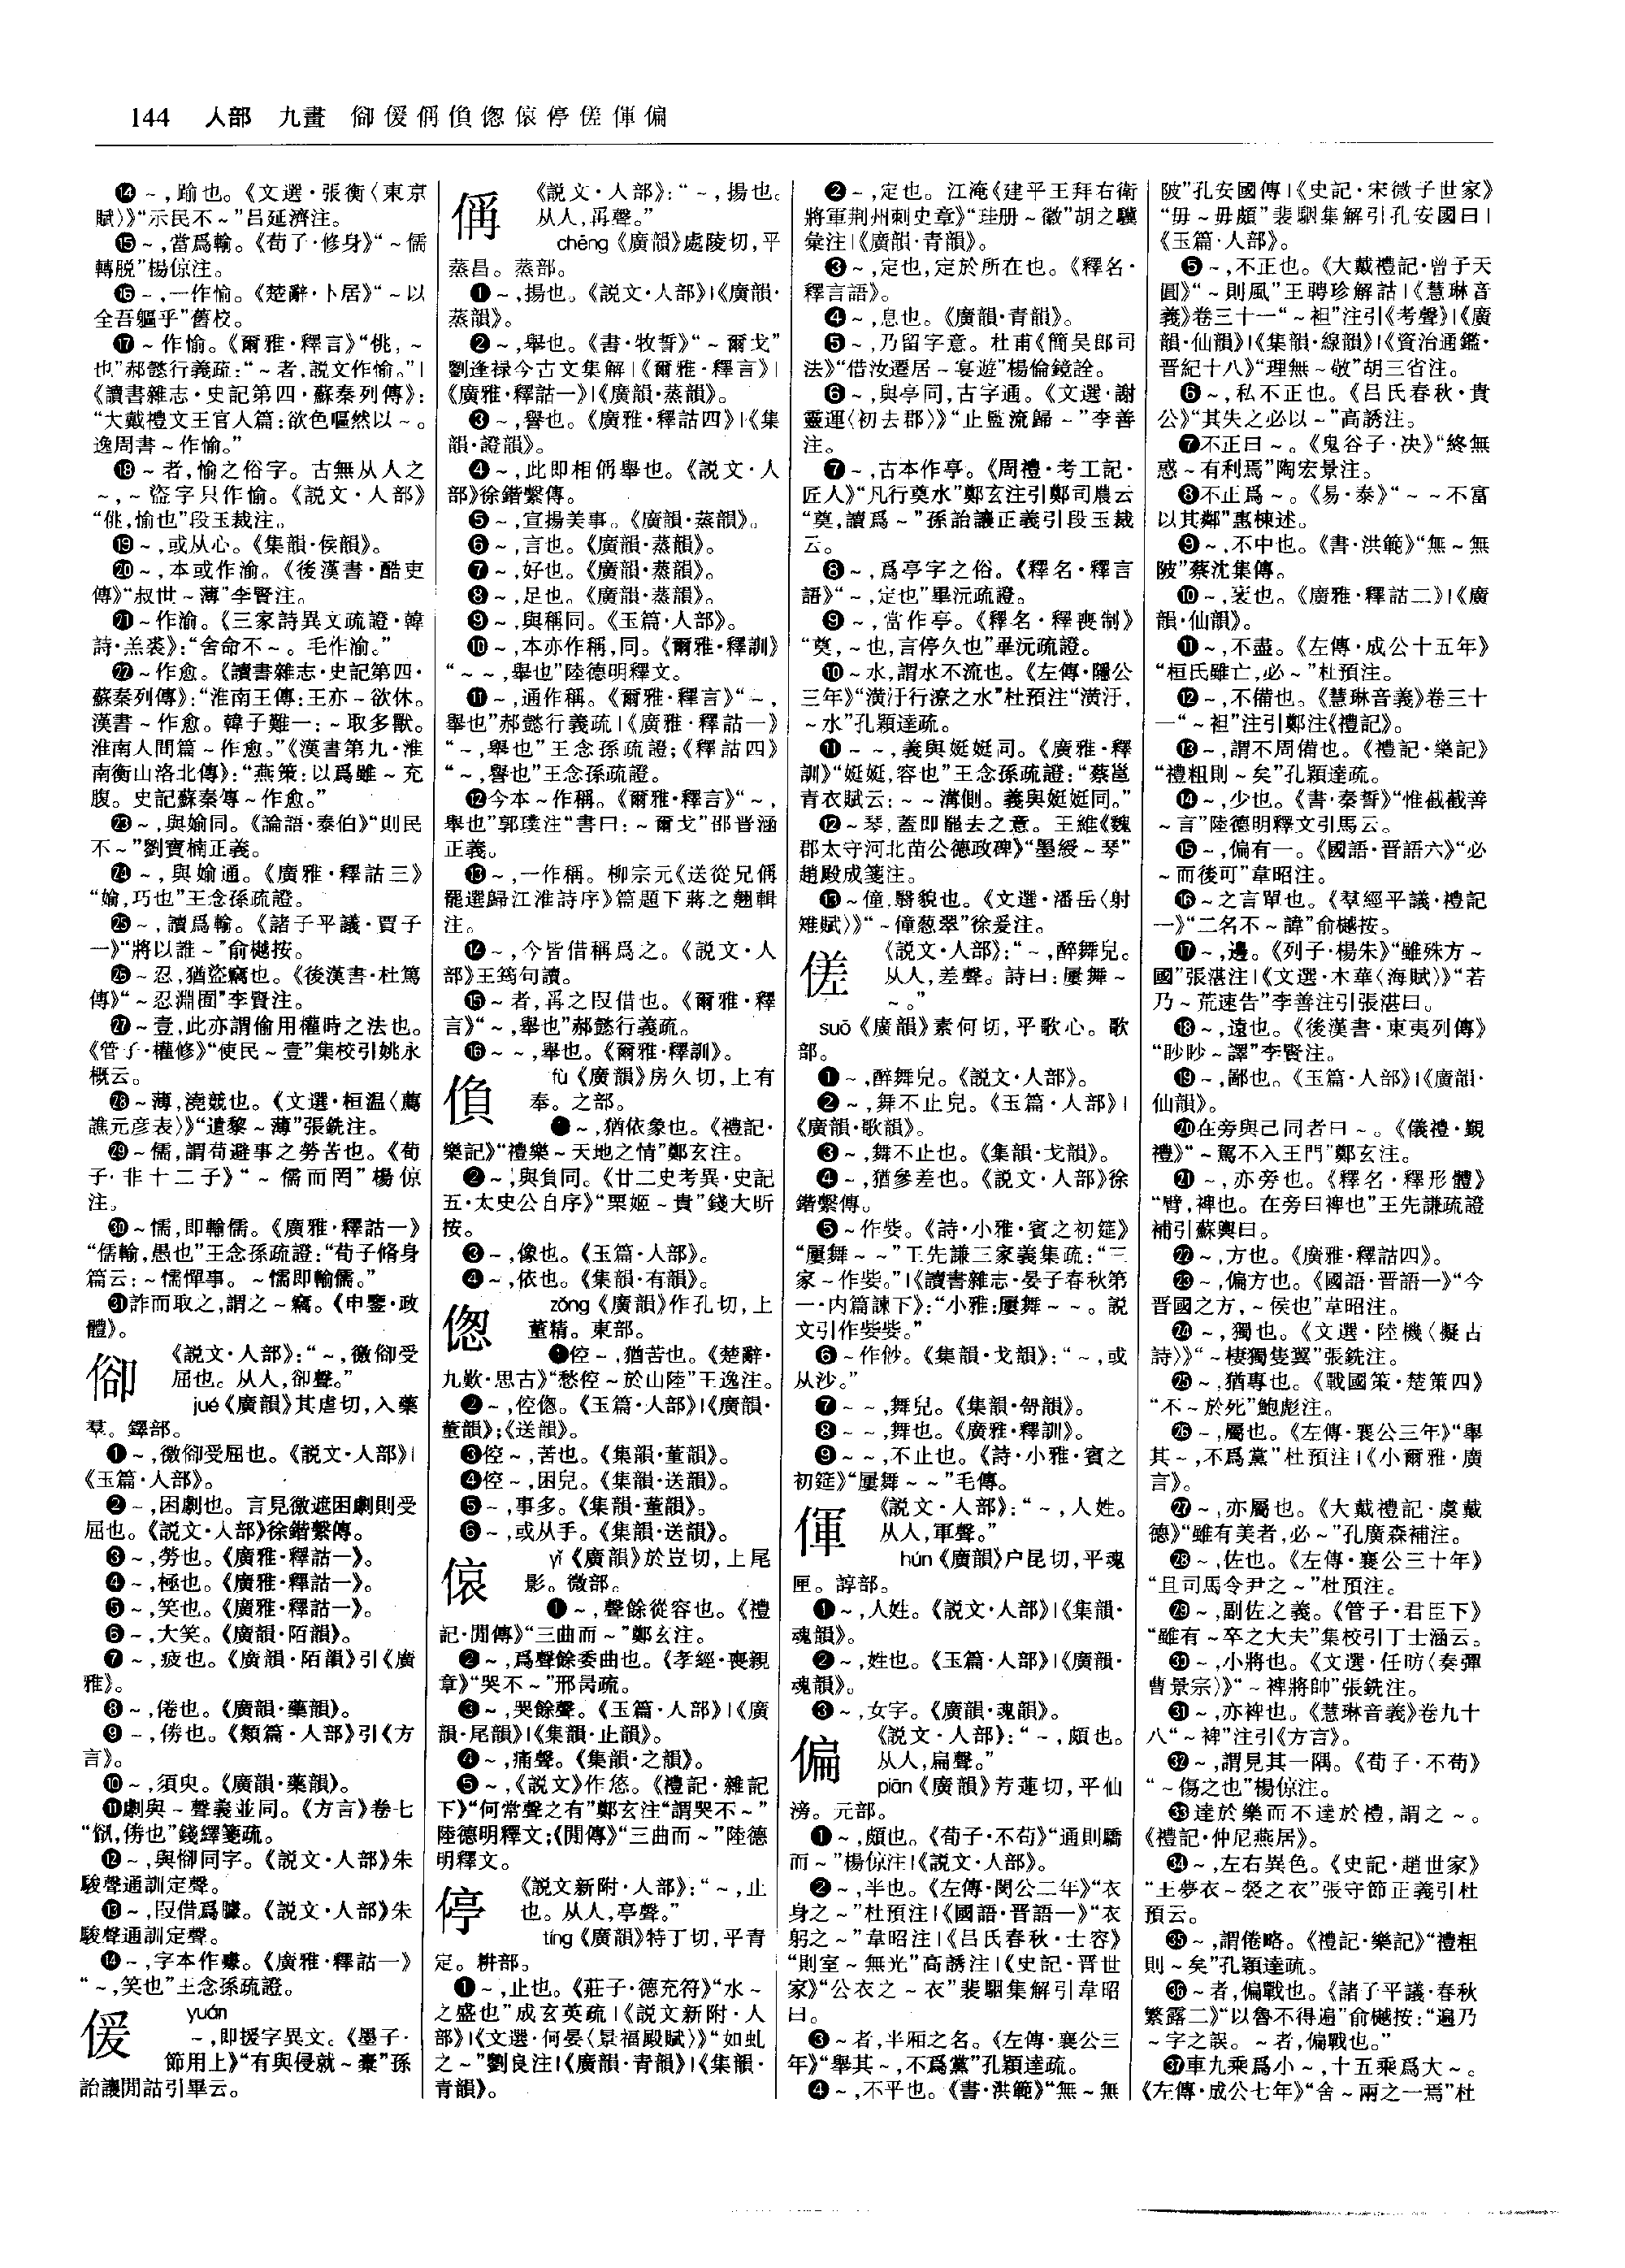 144　人部　九畫　㑢偄偁偩傯偯停傞偅偏
⓮～,踰也。《文選·張衡〈東京
賦〉》“示民不～”吕延濟注。
⓯～,當爲輸。《荀子·修身》“～儒
轉脱”楊倞注。
⓰～,一作愉。《楚辭·卜居》“～以
全吾軀乎”舊校。
⓱～作愉。《爾雅·釋言》“佻,～
也”郝懿行義疏:“～者,説文作愉。”|
《讀書雜志·史記第四·蘇秦列傳》:
“大戴禮文王官人篇:欲色嘔然以～。
逸周書～作愉。”
⓲～者,愉之俗字。古無从人之
～,～盜字只作愉。《説文·人部》
“佻,愉也”段玉裁注。
⓳～,或从心。《集韻·侯韻》。
⓴～,本或作渝。《後漢書·酷吏
傳》“叔世～薄”李賢注。
㉑～作渝。《三家詩異文疏證·韓
詩·羔裘》:“舍命不～。毛作渝。”
㉒～作愈。《讀書雜志·史記第四·
蘇秦列傳》:“淮南王傳:王亦～欲休。
漢書～作愈。韓子難一:～取多獸。
淮南人間篇～作愈。”《漢書第九·淮
南衡山洛北傳》:“燕策:以爲雖～充
腹。史記蘇秦傳～作愈。”
㉓～,與媮同。《論語·泰伯》“則民
不～”劉寶楠正義。
㉔～,與媮通。《廣雅·釋詁三》
“媮,巧也”王念孫疏證。
㉕～,讀爲輸。《諸子平議·賈子
一》“將以誰～”俞樾按。
㉖～忍,猶盜竊也。《後漢書·杜篤
傳》“～忍淵囿”李賢注。
㉗～壹,此亦謂偷用權時之法也。
《管子·權修》“使民～壹”集校引姚永
概云。
㉘～薄,澆兢也。《文選·桓温〈薦
譙元彦表〉》“遺黎～薄”張銑注。
㉙～儒,謂苟避事之勞苦也。《荀
子·非十二子》“～儒而罔”楊倞
注。
㉚～懦,即輸儒。《廣雅·釋詁一》
“儒輸,愚也”王念孫疏證:“荀子脩身
篇云:～懦憚事。～懦即輸儒。”
㉛詐而取之,謂之～竊。《申鑒·政
體》。
《説文·人部》:“～,徼㑢受
屈也。从人,卻聲。”
jué《廣韻》其虐切,入藥
羣。鐸部。
❶～,徼㑢受屈也。《説文·人部》|
《玉篇·人部》。
❷～,困劇也。言見徼遮困劇則受
屈也。《説文·人部》徐鍇繫傳。
❸～,勞也。《廣雅·釋詁一》。
❹～,極也。《廣雅·釋詁一》。
❺～,笑也。《廣雅·釋詁一》。
❻～,大笑。《廣韻·陌韻》。
❼～,疲也。《廣韻·陌韻》引《廣
雅》。
❽～,倦也。《廣韻·藥韻》。
❾～,㑊也。《類篇·人部》引《方
言》。
❿～,須臾。《廣韻·藥韻》。
⓫劇與～聲義並同。《方言》卷七
錢繹箋疏。
⓬～,與御同字。《説文·人部》朱
駿聲通訓定聲。
⓭～,叚借爲臄。《説文·人部》朱
駿聲通訓定聲。
⓮～,字本作㖸。《廣雅·釋詁一》
“～,笑也”王念孫疏證。
yuán
～,即援字異文。《墨子·
節用上》“有與侵就～橐”孫
詒讓閒詁引畢云。
偁
《説文·人部》:“～,揚也。
从人,爯聲。”
chēng《廣韻》處陵切,平
蒸昌。蒸部。
❶～,揚也。《説文·人部》|《廣韻·
蒸韻》。
❷～,舉也。《書·牧誓》“～爾戈”
劉逢禄今古文集解|《爾雅·釋言》|
《廣雅·釋詁一》|《廣韻·蒸韻》。
❸～,譽也。《廣雅·釋詁四》|《集
韻·證韻》。
❹～,此即相偁舉也。《説文·人
部》徐鍇繫傳。
❺～,宣揚美事。《廣韻·蒸韻》。
❻～,言也。《廣韻·蒸韻》。
❼～,好也。《廣韻·蒸韻》。
❽～,足也。《廣韻·蒸韻》。
❾～,與稱同。《玉篇·人部》。
❿～,本亦作稱,同。《爾雅·釋訓》
“～～,舉也”陸德明釋文。
⓫～,通作稱。《爾雅·釋言》“～,
舉也”郝懿行義疏|《廣雅·釋詁一》
“～,舉也”王念孫疏證;《釋詁四》
“～,譽也”王念孫疏證。
⓬今本～作稱。《爾雅·釋言》“～,
舉也”郭璞注“書曰:～爾戈”邵晋涵
正義。
⓭～,一作稱。柳宗元《送從兄偁
罷選歸江淮詩序》篇題下蔣之翹輯
注。
⓮～,今皆借稱爲之。《説文·人
部》王筠句讀。
⓯～者,爯之叚借也。《爾雅·釋
言》“～,舉也”郝懿行義疏。
⓰～～,舉也。《爾雅·釋訓》。
偩
fù《廣韻》房久切,上有
奉。之部。
❶～,猶依象也。《禮記·
樂記》“禮樂～天地之情”鄭玄注。
❷～,與負同。《廿二史考異·史記
五·太史公自序》“栗姬～貴”錢大昕
按。
❸～,像也。《玉篇·人部》。
❹～,依也。《集韻·有韻》。
傯
zǒng《廣韻》作孔切,上
董精。東部。
❶倥～,猶苦也。《楚辭·
九歎·思古》“愁倥～於山陸”王逸注。
❷～,倥傯。《玉篇·人部》|《廣韻·
董韻》;《送韻》。
❸倥～,苦也。《集韻·董韻》。
❹倥～,困皃。《集韻·送韻》。
❺～,事多。《集韻·董韻》。
❻～,或从手。《集韻·送韻》。
偯
yǐ《廣韻》於豈切,上尾
影。微部。
❶～,聲餘從容也。《禮
記·閒傳》“三曲而～”鄭玄注。
❷～,爲聲餘委曲也。《孝經·喪親
章》“哭不～”邢昺疏。
❸～,哭餘聲。《玉篇·人部》|《廣
韻·尾韻》|《集韻·止韻》。
❹～,痛聲。《集韻·之韻》。
❺～,《説文》作㥋。《禮記·雜記
下》“何常聲之有”鄭玄注“謂哭不～”
陸德明釋文;《閒傳》“三曲而～”陸德
明釋文。
停
《説文新附·人部》:“～,止
也。从人,亭聲。”
tíng《廣韻》特丁切,平青
定。耕部。
❶～,止也。《莊子·德充符》“水～
之盛也”成玄英疏|《説文新附·人
部》|《文選·何晏〈景福殿賦〉》“如虬
之～”劉良注|《廣韻·青韻》|《集韻·
青韻》。
❷～,定也。江淹《建平王拜右衛
將軍荆州刺史章》“珪册～徽”胡之驥
彙注|《廣韻·青韻》。
❸～,定也,定於所在也。《釋名·
釋言語》。
❹～,息也。《廣韻·青韻》。
❺～,乃留字意。杜甫《簡吴郎司
法》“借汝遷居～宴遊”楊倫鏡詮。
❻～,與亭同,古字通。《文選·謝
靈運〈初去郡〉》“止監流歸～”李善
注。
❼～,古本作亭。《周禮·考工記·
匠人》“凡行奠水”鄭玄注引鄭司農云
“奠,讀爲～”孫詒讓正義引段玉裁
云。
❽～,爲亭字之俗。《釋名·釋言
語》“～,定也”畢沅疏證。
❾～,當作亭。《釋名·釋喪制》
“奠,～也,言停久也”畢沅疏證。
❿～水,謂水不流也。《左傳·隱公
三年》“潢汙行潦之水”杜預注“潢汙,
～水”孔穎達疏。
⓫～～,義與娗娗同。《廣雅·釋
訓》“娗娗,容也”王念孫疏證:“蔡邕
青衣賦云:～～溝側。義與娗娗同。”
⓬～琴,蓋即罷去之意。王維《魏
郡太守河北苗公德政碑》“墨綬～琴”
趙殿成箋注。
⓭～僮,翳貌也。《文選·潘岳〈射
雉賦〉》“～僮葱翠”徐爰注。
傞
《説文·人部》:“～,醉舞皃。
从人,差聲。詩曰:屢舞～
～。”
suō《廣韻》素何切,平歌心。歌
部。
❶～,醉舞皃。《説文·人部》。
❷～,舞不止皃。《玉篇·人部》|
《廣韻·歌韻》。
❸～,舞不止也。《集韻·戈韻》。
❹～,猶參差也。《説文·人部》徐
鍇繫傳。
❺～作姕。《詩·小雅·賓之初筵》
“屢舞～～”王先謙三家義集疏:“三
家～作姕。”|《讀書雜志·晏子春秋第
一·内篇諫下》:“小雅:屢舞～～。説
文引作姕姕。”
❻～作㳽。《集韻·戈韻》:“～,或
从沙。”
❼～～,舞皃。《集韻·哿韻》。
❽～～,舞也。《廣雅·釋訓》。
❾～～,不止也。《詩·小雅·賓之
初筵》“屢舞～～”毛傳。
偅
《説文·人部》:“～,人姓。
从人,軍聲。”
hún《廣韻》户昆切,平魂
匣。諄部。
❶～,人姓。《説文·人部》|《集韻·
魂韻》。
❷～,姓也。《玉篇·人部》|《廣韻·
魂韻》。
❸～,女字。《廣韻·魂韻》。
偏
《説文·人部》:“～,頗也。
从人,扁聲。”
piān《廣韻》芳連切,平仙
滂。元部。
❶～,頗也。《荀子·不苟》“通則驕
而～”楊倞注|《説文·人部》。
❷～,半也。《左傳·閔公二年》“衣
身之～”杜預注|《國語·晋語一》“衣
躬之～”韋昭注|《吕氏春秋·士容》
“則室～無光”高誘注|《史記·晋世
家》“公衣之～衣”裴駰集解引韋昭
曰。
❸～者,半厢之名。《左傳·襄公三
年》“舉其～,不爲黨”孔穎達疏。
❹～,不平也。《書·洪範》“無～無
陂”孔安國傳|《史記·宋微子世家》
“毋～毋頗”裴駰集解引孔安國曰|
《玉篇·人部》。
❺～,不正也。《大戴禮記·曾子天
圓》“～則風”王聘珍解詁|《慧琳音
義》卷三十一“～袒”注引《考聲》|《廣
韻·仙韻》|《集韻·線韻》|《資治通鑑·
晋紀十八》“理無～敬”胡三省注。
❻～,私不正也。《吕氏春秋·貴
公》“其失之必以～”高誘注。
❼不正曰～。《鬼谷子·决》“終無
惑～有利焉”陶宏景注。
❽不正爲～。《易·泰》“～～不富
以其鄰”惠棟述。
❾～,不中也。《書·洪範》“無～無
陂”蔡沈集傳。
❿～,衺也。《廣雅·釋詁二》|《廣
韻·仙韻》。
⓫～,不盡。《左傳·成公十五年》
“桓氏雖亡,必～”杜預注。
⓬～,不備也。《慧琳音義》卷三十
一“～袒”注引鄭注《禮記》。
⓭～,謂不周備也。《禮記·樂記》
“禮粗則～矣”孔穎達疏。
⓮～,少也。《書·秦誓》“惟截截善
～言”陸德明釋文引馬云。
⓯～,偏有一。《國語·晋語六》“必
～而後可”韋昭注。
⓰～之言單也。《羣經平議·禮記
一》“二名不～諱”俞樾按。
⓱～,邊。《列子·楊朱》“雖殊方～
國”張湛注|《文選·木華〈海賦〉》“若
乃～荒速告”李善注引張湛曰。
⓲～,遠也。《後漢書·東夷列傳》
“眇眇～譯”李賢注。
⓳～,鄙也。《玉篇·人部》|《廣韻·
仙韻》。
⓴在旁與己同者曰～。《儀禮·覲
禮》“～駕不入王門”鄭玄注。
㉑～,亦旁也。《釋名·釋形體》
“臂,裨也。在旁曰裨也”王先謙疏證
補引蘇輿曰。
㉒～,方也。《廣雅·釋詁四》。
㉓～,偏方也。《國語·晋語一》“今
晋國之方,～侯也”韋昭注。
㉔～,獨也。《文選·陸機〈擬古
詩〉》“～棲獨隻翼”張銑注。
㉕～,猶專也。《戰國策·楚策四》
“不～於死”鮑彪注。
㉖～,屬也。《左傳·襄公三年》“舉
其～,不爲黨”杜預注|《小爾雅·廣
言》。
㉗～,亦屬也。《大戴禮記·虞戴
德》“雖有美者,必～”孔廣森補注。
㉘～,佐也。《左傳·襄公三十年》
“且司馬令尹之～”杜預注。
㉙～,副佐之義。《管子·君臣下》
“雖有～卒之大夫”集校引丁士涵云。
㉚～,小將也。《文選·任昉〈奏彈
曹景宗〉》“～裨將帥”張銑注。
㉛～,亦裨也。《慧琳音義》卷九十
八“～裨”注引《方言》。
㉜～,謂見其一隅。《荀子·不苟》
“～傷之也”楊倞注。
㉝達於樂而不達於禮,謂之～。
《禮記·仲尼燕居》。
㉞～,左右異色。《史記·趙世家》
“王夢衣～裻之衣”張守節正義引杜
預云。
㉟～,謂倦略。《禮記·樂記》“禮粗
則～矣”孔穎達疏。
㊱～者,偏戰也。《諸子平議·春秋
繁露二》“以魯不得遍”俞樾按:“遍乃
～字之誤。～者,偏戰也。”
㊲車九乘爲小～,十五乘爲大～。
《左傳·成公七年》“舍～兩之一焉”杜